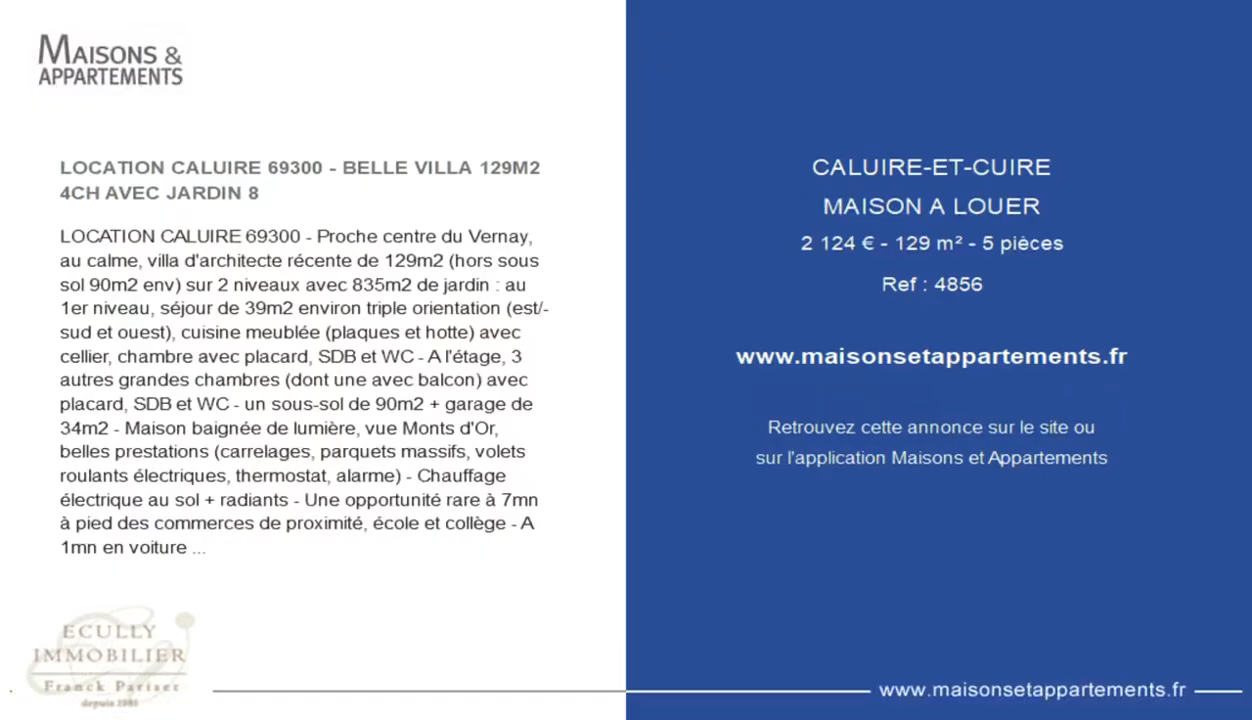 MAISONS &
APPARTEMENTS
LOCATION CALUIRE 69300 - BELLE VILLA 129M2
4CH AVEC JARDIN 8
LOCATION CALUIRE 69300 - Proche centre du Vernay,
au calme, villa d'architecte récente de 129m2 (hors sous
sol 90m2 env) sur 2 niveaux avec 835m2 de jardin : au
1er niveau, séjour de 39m2 environ triple orientation (est/-
sud et ouest), cuisine meublée (plaques et hotte) avec
cellier, chambre avec placard, SDB et WC - A l'étage, 3
autres grandes chambres (dont une avec balcon) avec
placard, SDB et WC - un sous-sol de 90m2 + garage de
34m2 - Maison baignée de lumière, vue Monts d'Or,
belles prestations (carrelages, parquets massifs, volets
roulants électriques, thermostat, alarme) - Chauffage
électrique au sol + radiants - Une opportunité rare à 7mn
à pied des commerces de proximité, école et collège - A
1mn en voiture ...
ECULLY
IMMOBILIER
Franck Pariset
depuis 1981
CALUIRE-ET-CUIRE
MAISON A LOUER
2 124 € - 129 m² - 5 pièces
Ref : 4856
www.maisonsetappartements.fr
Retrouvez cette annonce sur le site ou
sur l'application Maisons et Appartements
www.maisonsetappartements.fr